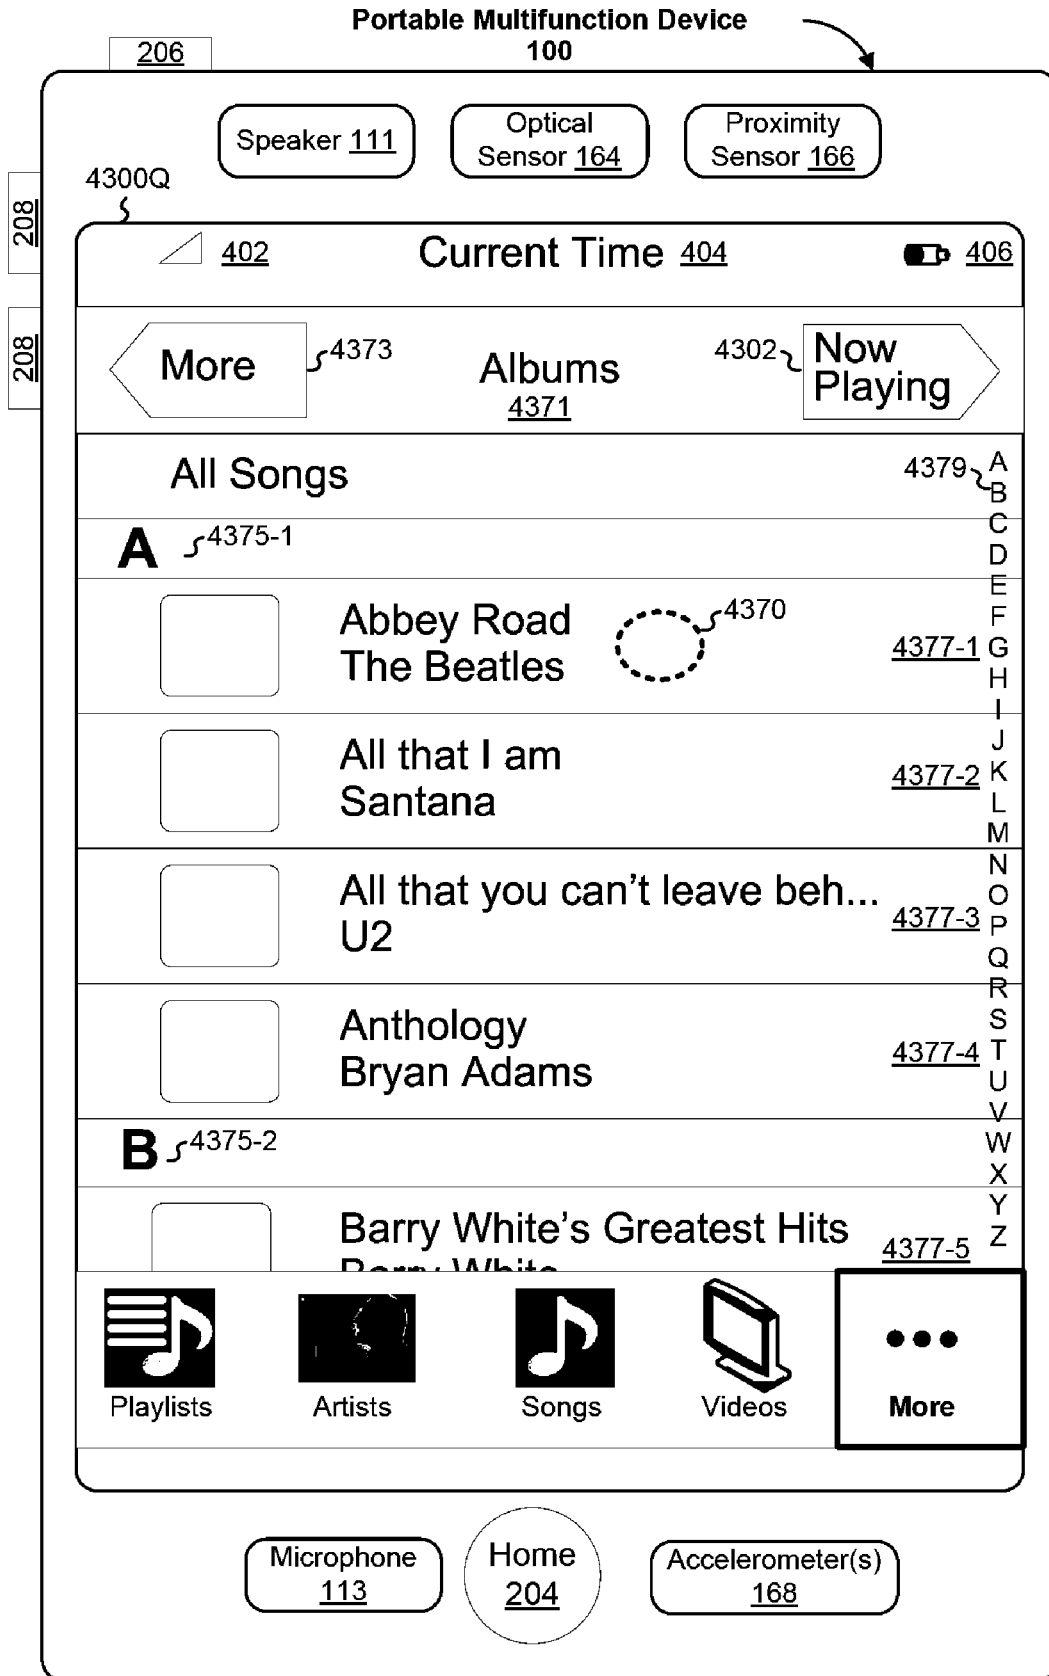 Portable Multifunction Device
100
206
Speaker 111
Optical
Sensor 164
Proximity
Sensor 166
4300Q
208
208
402
Current Time 404
406
More
4373
Albums
4371
4302
Now
Playing
All Songs
4379
A
B
C
D
E
F
G
H
I
J
K
L
M
N
O
P
Q
R
S
T
U
V
W
X
Y
Z
A
4375-1
Abbey Road
The Beatles
4370
4377-1
All that I am
Santana
4377-2
All that you can't leave beh...
U2
4377-3
Anthology
Bryan Adams
4377-4
B
4375-2
Barry White's Greatest Hits
Barry White
4377-5
Playlists
Artists
Songs
Videos
More
Microphone
113
Home
204
Accelerometer(s)
168